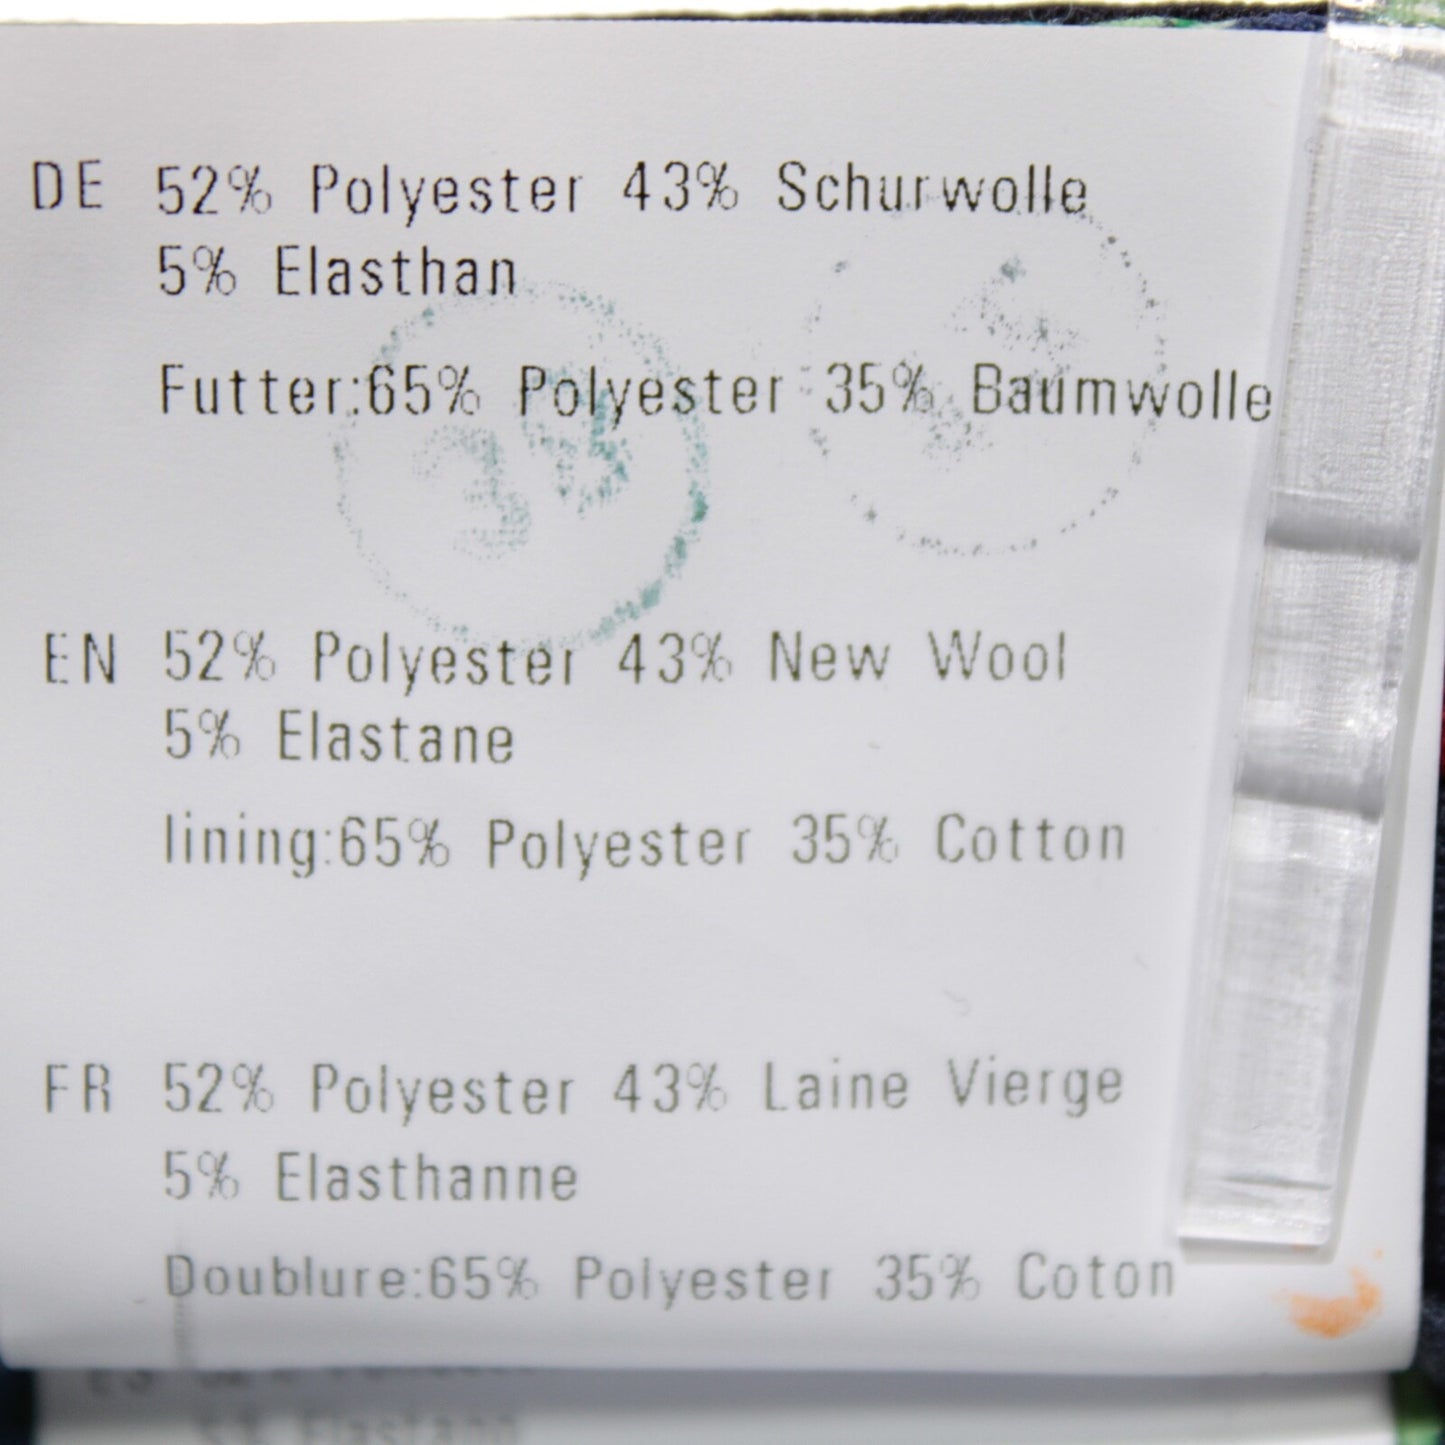 DE 52% Polyester 43% Schurwolle
5% Elasthan
Futter:65% Polyester 35% Baumwolle
38
EN 52% Polyester 43% New Wool
5% Elastane
lining:65% Polyester 35% Cotton
FR 52% Polyester 43% Laine Vierge
5% Elasthanne
Doublure:65% Polyester 35% Coton